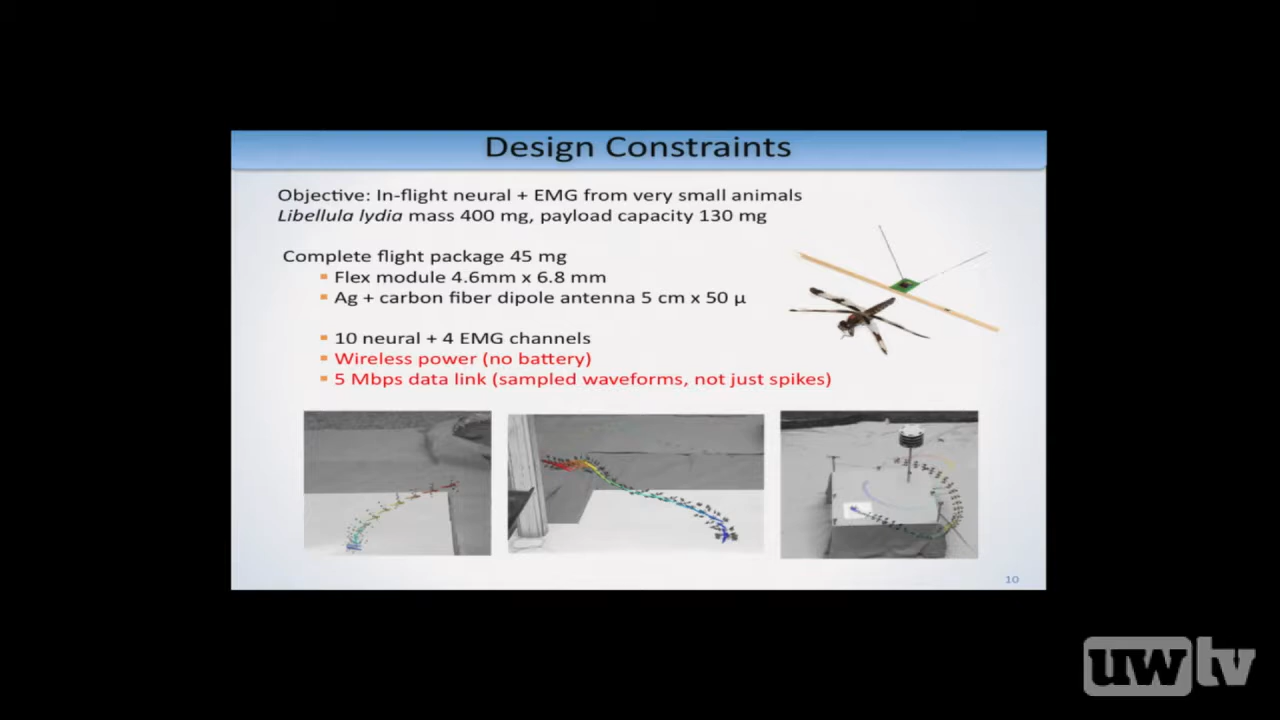 Design Constraints
Objective: In-flight neural + EMG from very small animals
Libellula lydia mass 400 mg, payload capacity 130 mg
Complete flight package 45 mg
Flex module 4.6mm x 6.8 mm
Ag + carbon fiber dipole antenna 5 cm x 50 µ
10 neural + 4 EMG channels
Wireless power (no battery)
5 Mbps data link (sampled waveforms, not just spikes)
10
uwtv